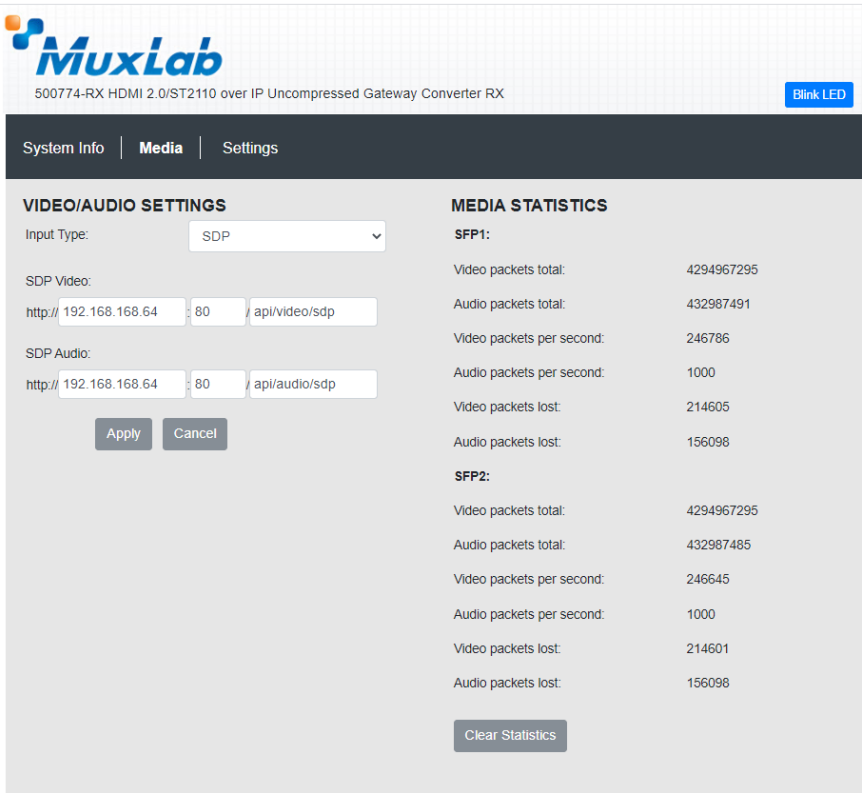 MuxLab
500774-RX HDMI 2.0/ST2110 over IP Uncompressed Gateway Converter RX
Blink LED
System Info | Media | Settings
VIDEO/AUDIO SETTINGS
Input Type: SDP
SDP Video:
http:// 192.168.168.64 : 80 / api/video/sdp
SDP Audio:
http:// 192.168.168.64 : 80 / api/audio/sdp
Apply Cancel
MEDIA STATISTICS
SFP1:
Video packets total: 4294967295
Audio packets total: 432987491
Video packets per second: 246786
Audio packets per second: 1000
Video packets lost: 214605
Audio packets lost: 156098
SFP2:
Video packets total: 4294967295
Audio packets total: 432987485
Video packets per second: 246645
Audio packets per second: 1000
Video packets lost: 214601
Audio packets lost: 156098
Clear Statistics